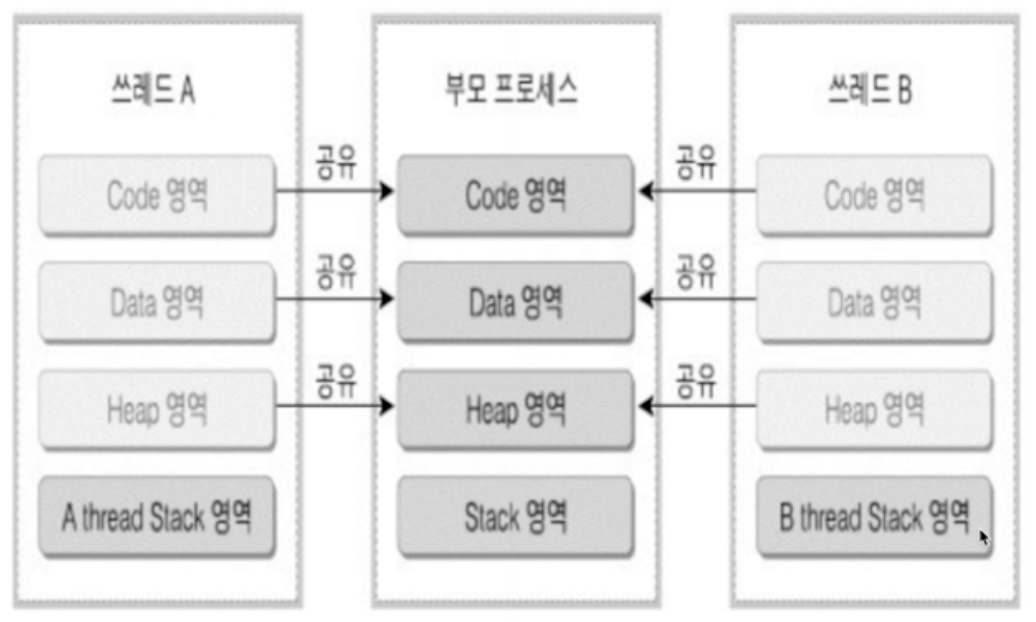 쓰레드 A
Code 영역
Data 영역
Heap 영역
A thread Stack 영역
공유
공유
공유
부모 프로세스
Code 영역
Data 영역
Heap 영역
Stack 영역
공유
공유
공유
쓰레드 B
Code 영역
Data 영역
Heap 영역
B thread Stack 영역